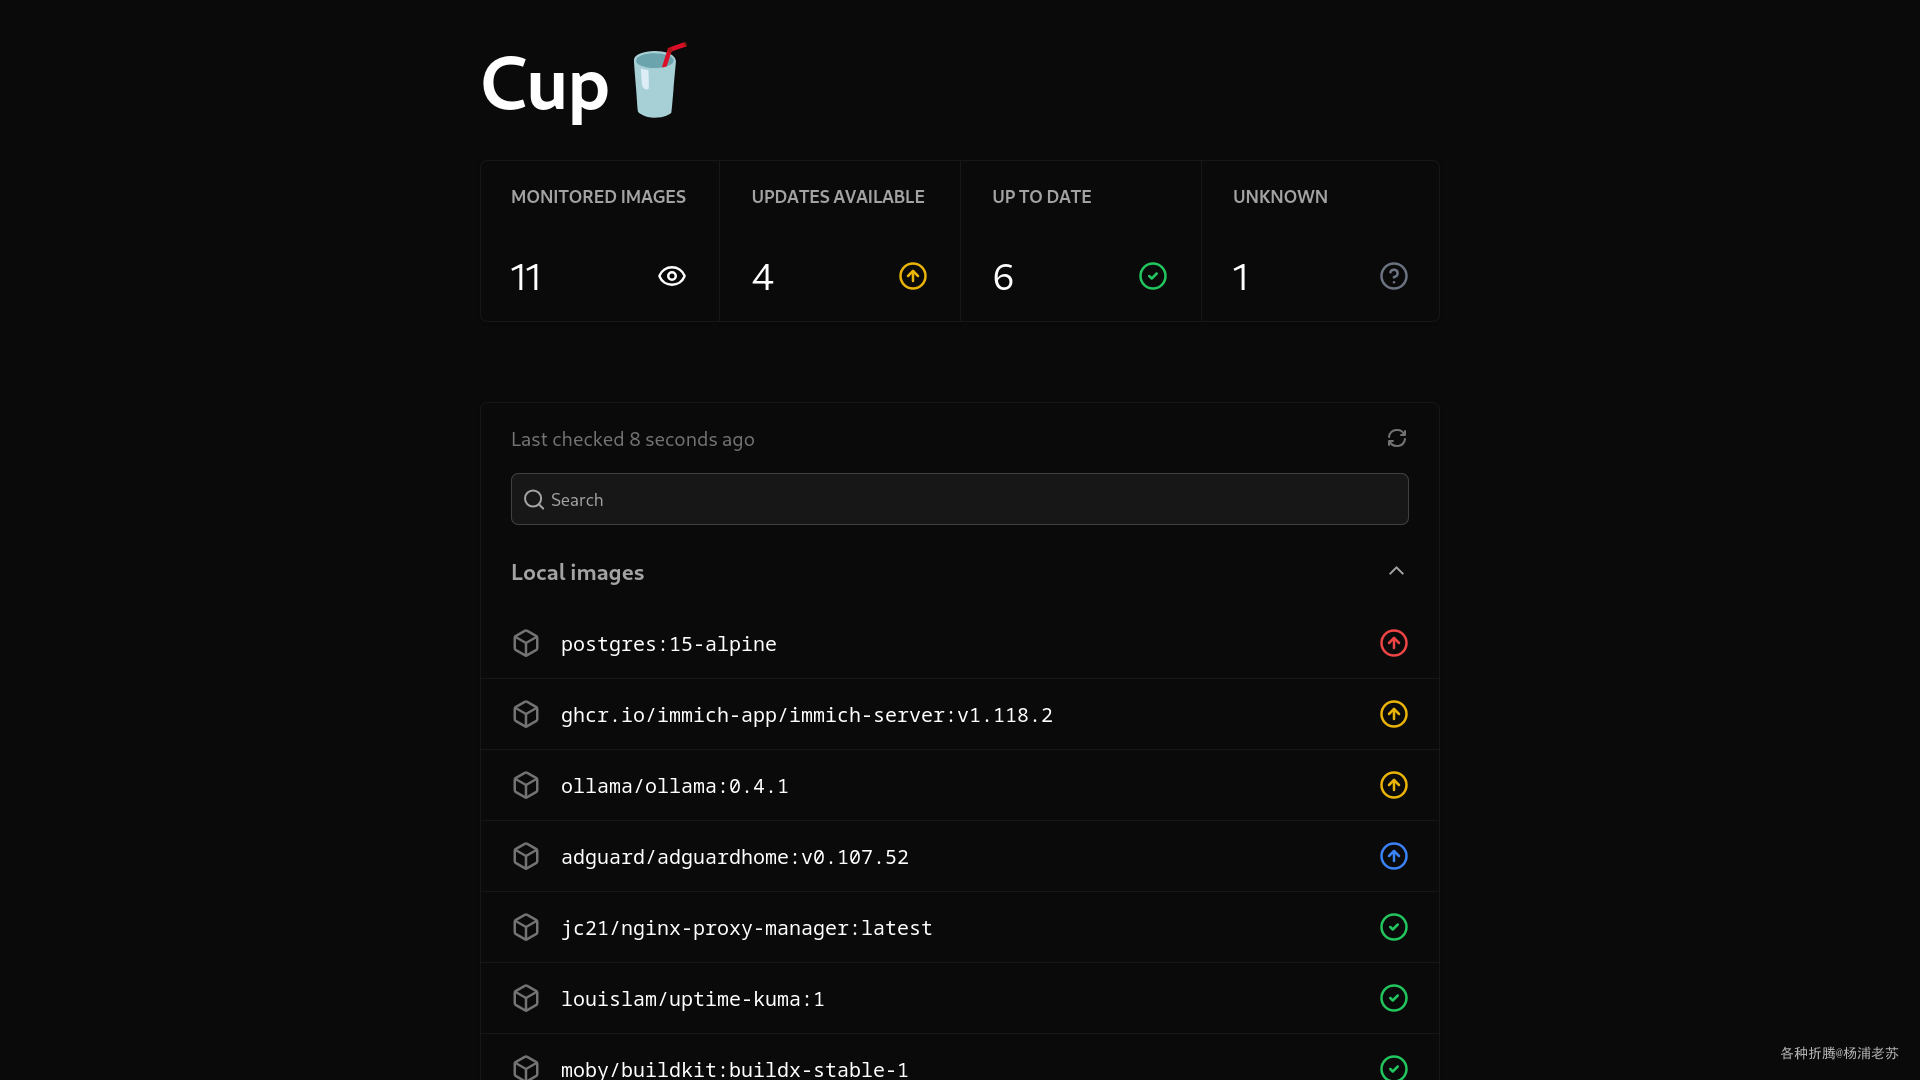 Cup
MONITORED IMAGES
UPDATES AVAILABLE
UP TO DATE
UNKNOWN
11
4
6
1
Last checked 8 seconds ago
Search
Local images
postgres:15-alpine
ghcr.io/immich-app/immich-server:v1.118.2
ollama/ollama:0.4.1
adguard/adguardhome:v0.107.52
jc21/nginx-proxy-manager:latest
louislam/uptime-kuma:1
moby/buildkit:buildx-stable-1
各种折腾@杨浦老苏